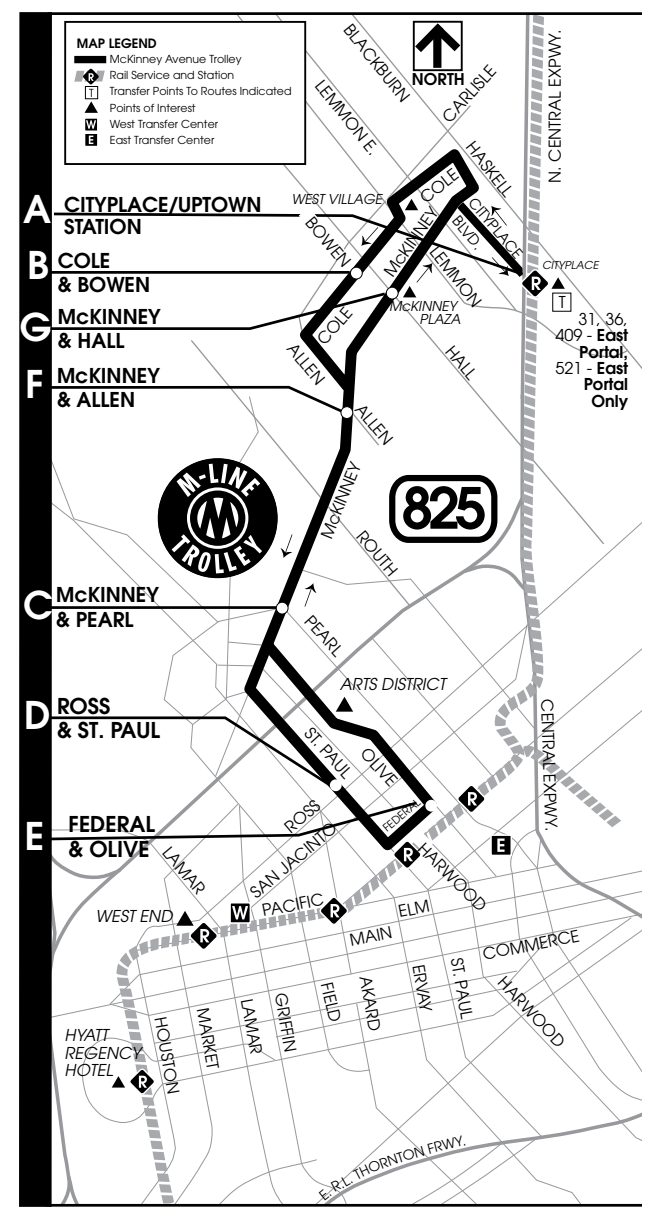 MAP LEGEND
McKinney Avenue Trolley
R Rail Service and Station
T Transfer Points To Routes Indicated
Points of Interest
W West Transfer Center
E East Transfer Center
NORTH
BLACKBURN
CARLISLE
LEMMON E.
HASKELL
N. CENTRAL EXPWY.
A CITYPLACE/UPTOWN
STATION
WEST VILLAGE
COLE
BOWEN
McKINNEY
CITYPLACE
BLVD.
LEMMON
B COLE
& BOWEN
CITYPLACE
R
T
31, 36,
409 - East
Portal,
521 - East
Portal
Only
McKINNEY
PLAZA
G McKINNEY
& HALL
COLE
ALLEN
HALL
F McKINNEY
& ALLEN
ALLEN
M-LINE
M
TROLLEY
825
McKINNEY
ROUTH
C McKINNEY
& PEARL
PEARL
ARTS DISTRICT
D ROSS
& ST. PAUL
ST. PAUL
OLIVE
CENTRAL EXPWY.
E FEDERAL
& OLIVE
ROSS
FEDERAL
R
SAN JACINTO
LAMAR
R
HARWOOD
E
WEST END
W
PACIFIC
R
ELM
R
MAIN
COMMERCE
HOUSTON
MARKET
LAMAR
GRIFFIN
FIELD
AKARD
ERVAY
ST. PAUL
HARWOOD
HYATT
REGENCY
HOTEL
R
E. R.L. THORNTON FRWY.